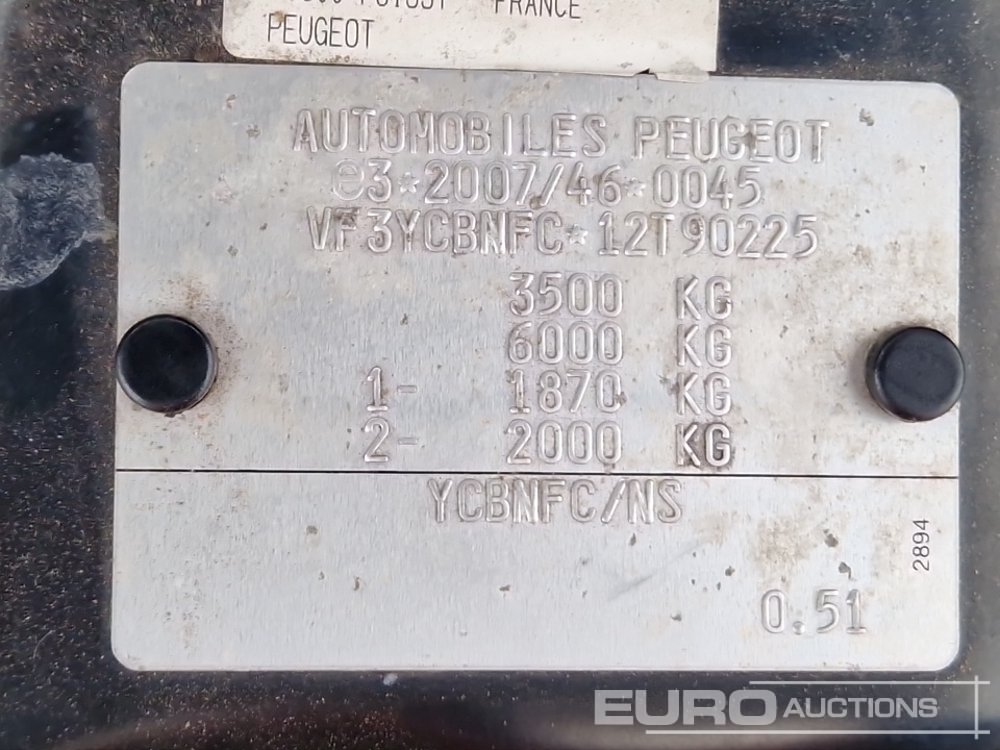 FRANCE
PEUGEOT
AUTOMOBILES PEUGEOT
e3*2007/46*0045
VF3YCBNFC*12T90225
3500 KG
6000 KG
1- 1870 KG
2- 2000 KG
YCBNFC/NS
2894
0.51
EURO AUCTIONS